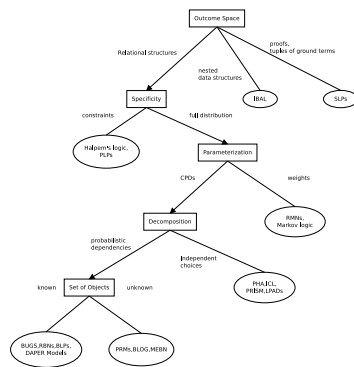 Outcome Space
Relational structures
proofs,
tuples of ground terms
nested
data structures
Specificity
IBAL
SLPs
constraints
full distribution
Halpern's logic,
PLPs
Parameterization
CPDs
weights
Decomposition
RMNs,
Markov logic
probabilistic
dependencies
Independent
choices
Set of Objects
PHA,ICL,
PRISM,LPADs
known
unknown
BUGS,RBNs,BLPs,
DAPER Models
PRMs,BLOG,MEBN